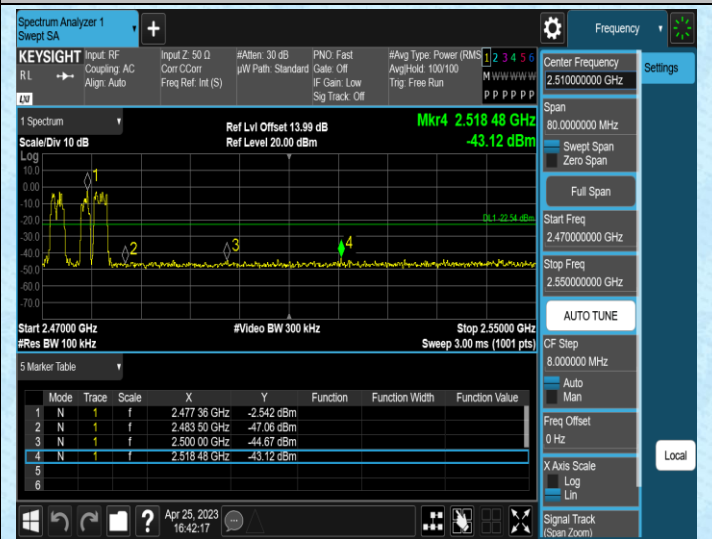 Spectrum Analyzer 1
Swept SA
+
Frequency
KEYSIGHT
RL
LXI
Input: RF
Coupling: AC
Align: Auto
Input Z: 50 Ω
Corr CCorr
Freq Ref: Int (S)
#Atten: 30 dB
µW Path: Standard
PNO: Fast
Gate: Off
IF Gain: Low
Sig Track: Off
#Avg Type: Power (RMS
Avg|Hold: 100/100
Trig: Free Run
1 2 3 4 5 6
M W W W W W
P P P P P P
1 Spectrum
Scale/Div 10 dB
Log
Ref Lvl Offset 13.99 dB
Ref Level 20.00 dBm
Mkr4 2.518 48 GHz
-43.12 dBm
10.0
0.00
-10.0
-20.0
-30.0
-40.0
-50.0
-60.0
-70.0
1
2
3
4
DL1 -22.54 dBm
Start 2.47000 GHz
#Res BW 100 kHz
#Video BW 300 kHz
Stop 2.55000 GHz
Sweep 3.00 ms (1001 pts)
5 Marker Table
Mode Trace Scale X Y Function Function Width Function Value
1 N 1 f 2.477 36 GHz -2.542 dBm
2 N 1 f 2.483 50 GHz -47.06 dBm
3 N 1 f 2.500 00 GHz -44.67 dBm
4 N 1 f 2.518 48 GHz -43.12 dBm
5
6
?
Apr 25, 2023
16:42:17
Center Frequency
2.510000000 GHz
Settings
Span
80.0000000 MHz
Swept Span
Zero Span
Full Span
Start Freq
2.470000000 GHz
Stop Freq
2.550000000 GHz
AUTO TUNE
CF Step
8.000000 MHz
Auto
Man
Freq Offset
0 Hz
X Axis Scale
Log
Lin
Local
Signal Track
(Span Zoom)